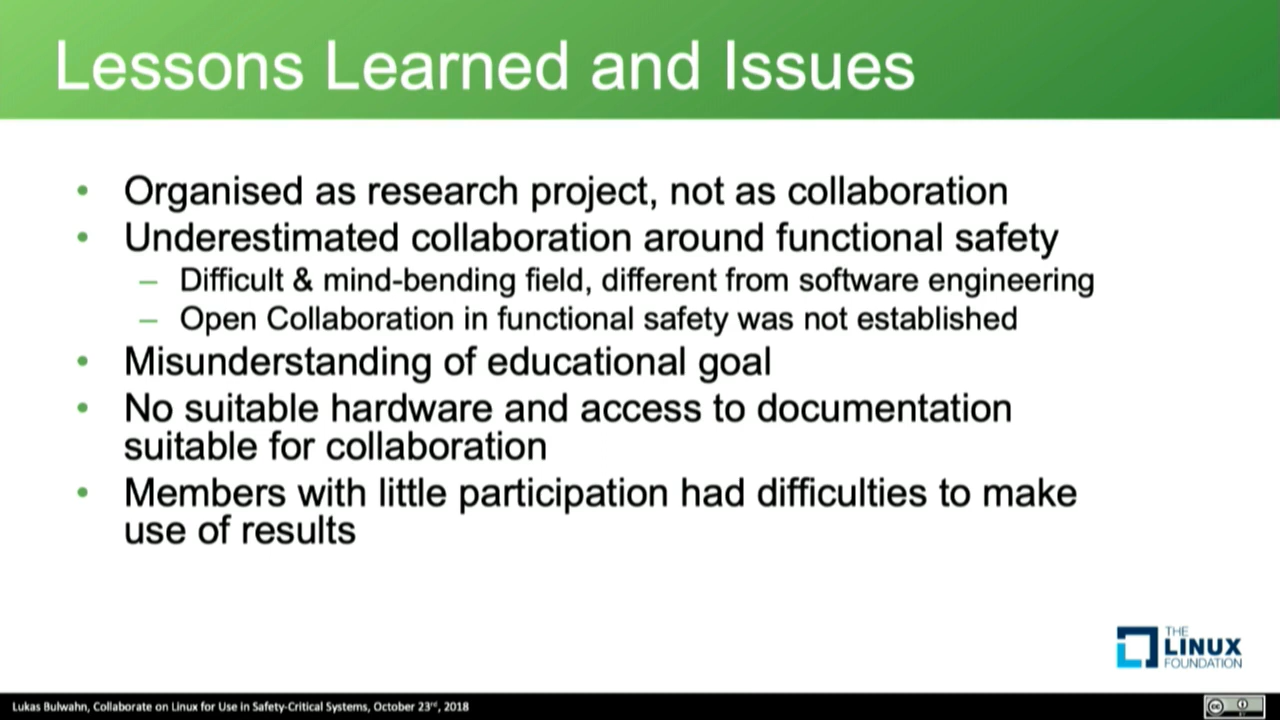 Lessons Learned and Issues
• Organised as research project, not as collaboration
• Underestimated collaboration around functional safety
– Difficult & mind-bending field, different from software engineering
– Open Collaboration in functional safety was not established
• Misunderstanding of educational goal
• No suitable hardware and access to documentation
suitable for collaboration
• Members with little participation had difficulties to make
use of results
THE
LINUX
FOUNDATION
Lukas Bulwahn, Collaborate on Linux for Use in Safety-Critical Systems, October 23rd, 2018
cc